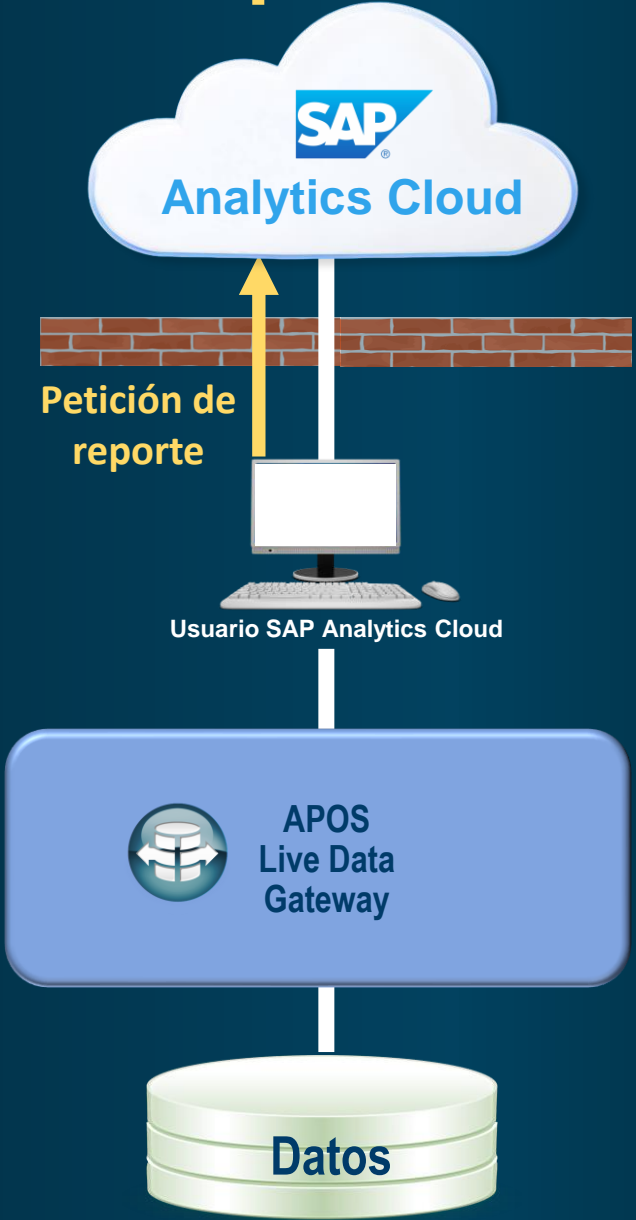 SAP
®
Analytics Cloud
Petición de
reporte
Usuario SAP Analytics Cloud
APOS
Live Data
Gateway
Datos